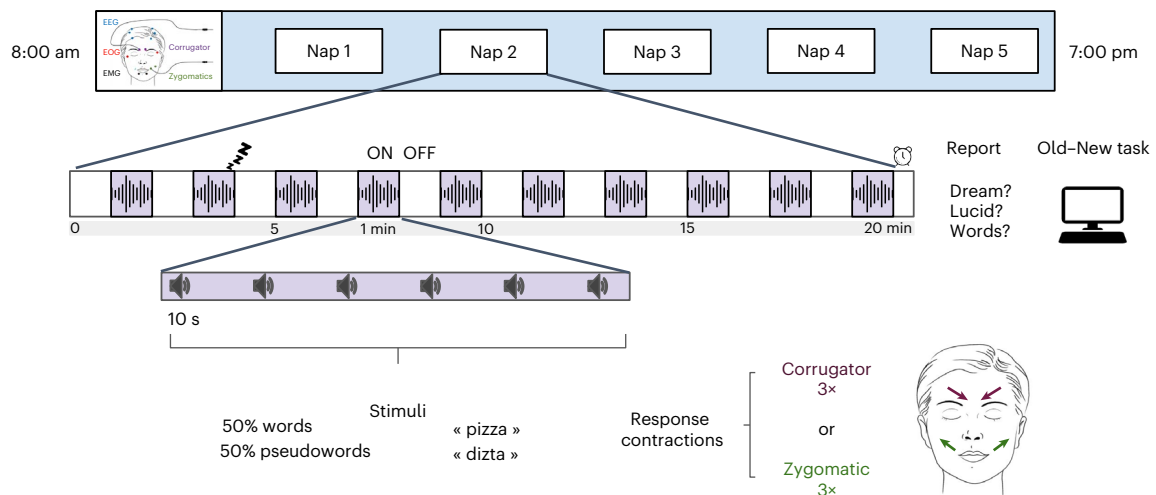 EEG
EOG
EMG
Corrugator
Zygomatics
8:00 am
Nap 1
Nap 2
Nap 3
Nap 4
Nap 5
7:00 pm
zzzN
ON OFF
Report
Old–New task
Dream?
Lucid?
Words?
0
5
1 min
10
15
20 min
10 s
Stimuli
50% words
« pizza »
50% pseudowords
« dizta »
Response
contractions
Corrugator
3×
or
Zygomatic
3×